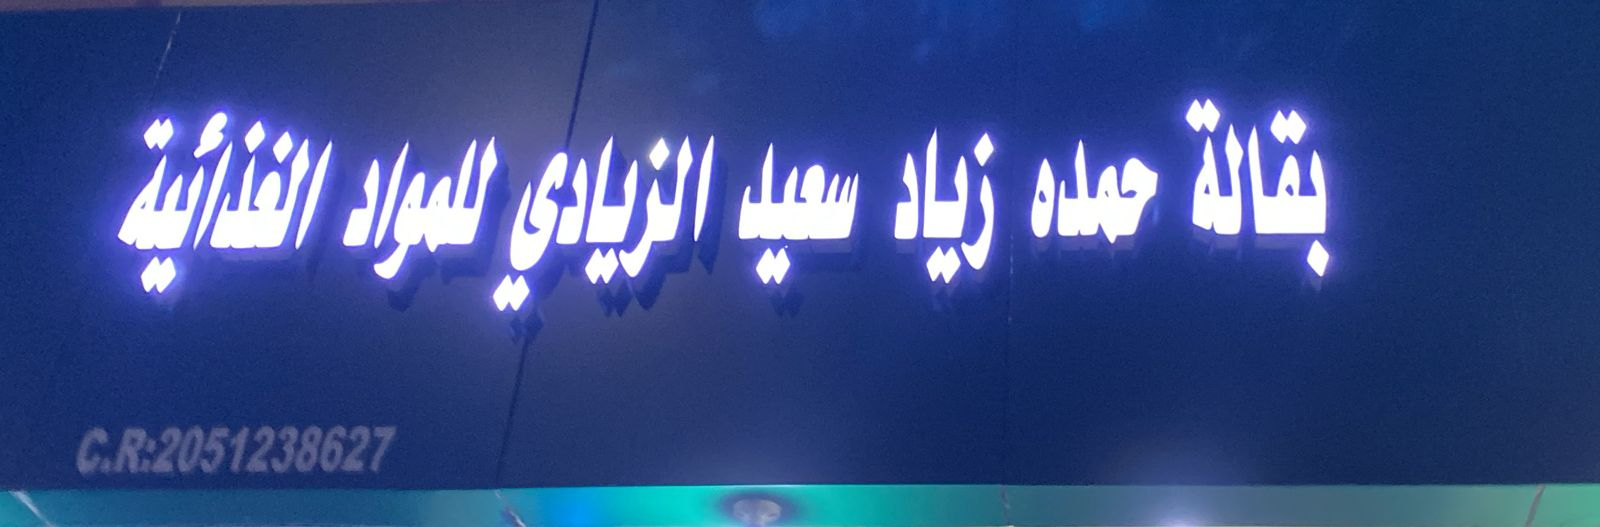 بقالة حمده زياد سعيد الزيادي للمواد الغذائية
C.R:2051238627